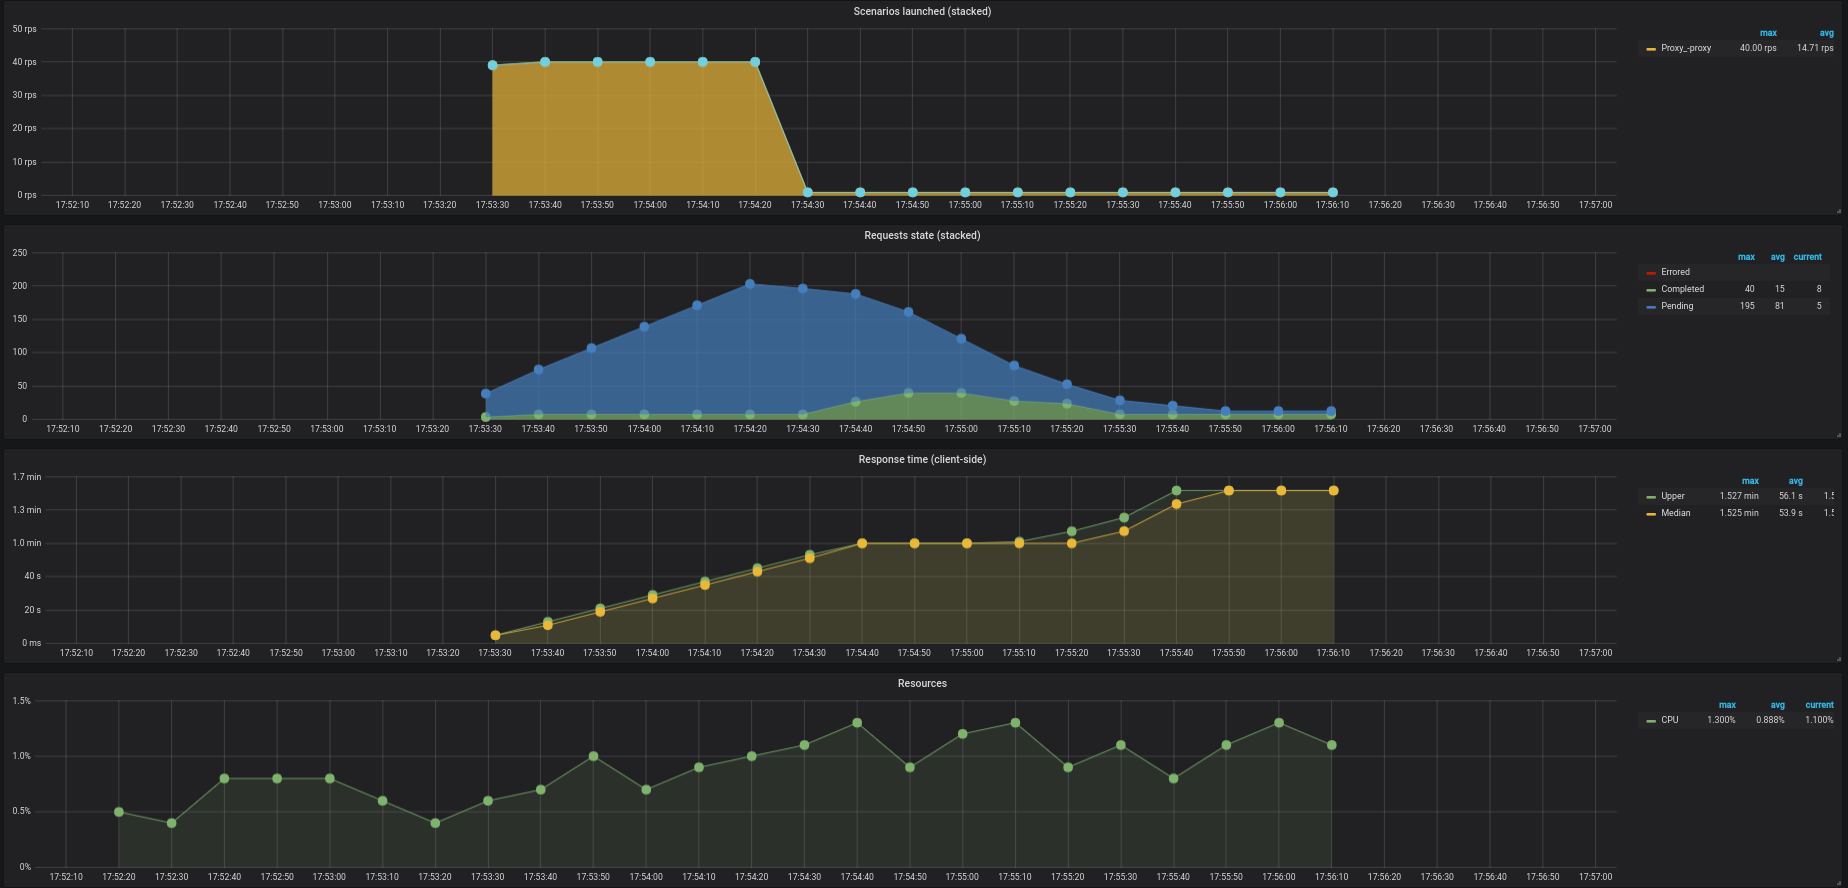 Scenarios launched (stacked)
50 rps
40 rps
30 rps
20 rps
10 rps
0 rps
17:52:10 17:52:20 17:52:30 17:52:40 17:52:50 17:53:00 17:53:10 17:53:20 17:53:30 17:53:40 17:53:50 17:54:00 17:54:10 17:54:20 17:54:30 17:54:40 17:54:50 17:55:00 17:55:10 17:55:20 17:55:30 17:55:40 17:55:50 17:56:00 17:56:10 17:56:20 17:56:30 17:56:40 17:56:50 17:57:00
max avg
Proxy_-proxy 40.00 rps 14.71 rps
Requests state (stacked)
250
200
150
100
50
0
17:52:10 17:52:20 17:52:30 17:52:40 17:52:50 17:53:00 17:53:10 17:53:20 17:53:30 17:53:40 17:53:50 17:54:00 17:54:10 17:54:20 17:54:30 17:54:40 17:54:50 17:55:00 17:55:10 17:55:20 17:55:30 17:55:40 17:55:50 17:56:00 17:56:10 17:56:20 17:56:30 17:56:40 17:56:50 17:57:00
max avg current
Errored
Completed 40 15 8
Pending 195 81 5
Response time (client-side)
1.7 min
1.3 min
1.0 min
40 s
20 s
0 ms
17:52:10 17:52:20 17:52:30 17:52:40 17:52:50 17:53:00 17:53:10 17:53:20 17:53:30 17:53:40 17:53:50 17:54:00 17:54:10 17:54:20 17:54:30 17:54:40 17:54:50 17:55:00 17:55:10 17:55:20 17:55:30 17:55:40 17:55:50 17:56:00 17:56:10 17:56:20 17:56:30 17:56:40 17:56:50 17:57:00
max avg
Upper 1.527 min 56.1 s 1.5
Median 1.525 min 53.9 s 1.5
Resources
1.5%
1.0%
0.5%
0%
17:52:10 17:52:20 17:52:30 17:52:40 17:52:50 17:53:00 17:53:10 17:53:20 17:53:30 17:53:40 17:53:50 17:54:00 17:54:10 17:54:20 17:54:30 17:54:40 17:54:50 17:55:00 17:55:10 17:55:20 17:55:30 17:55:40 17:55:50 17:56:00 17:56:10 17:56:20 17:56:30 17:56:40 17:56:50 17:57:00
max avg current
CPU 1.300% 0.888% 1.100%